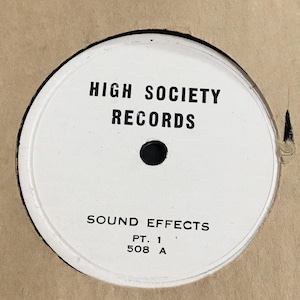 HIGH SOCIETY
RECORDS
SOUND EFFECTS
PT. 1
508 A